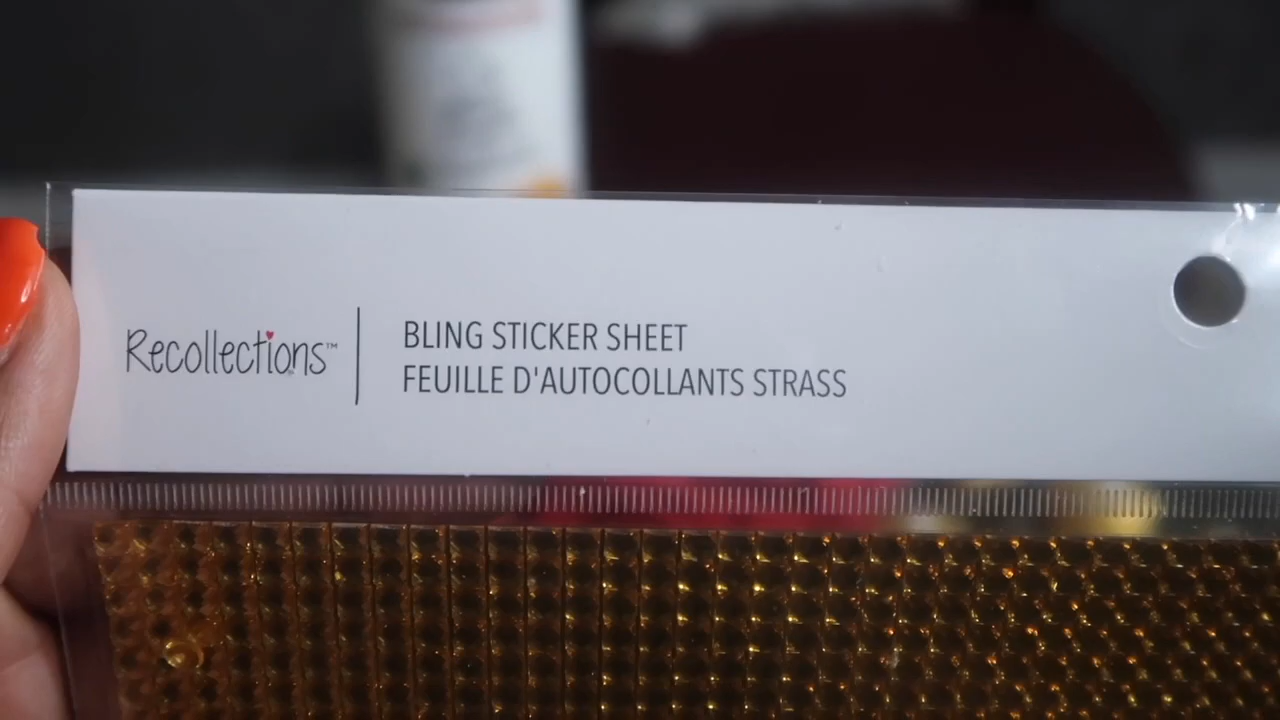 Recollections™
BLING STICKER SHEET
FEUILLE D'AUTOCOLLANTS STRASS